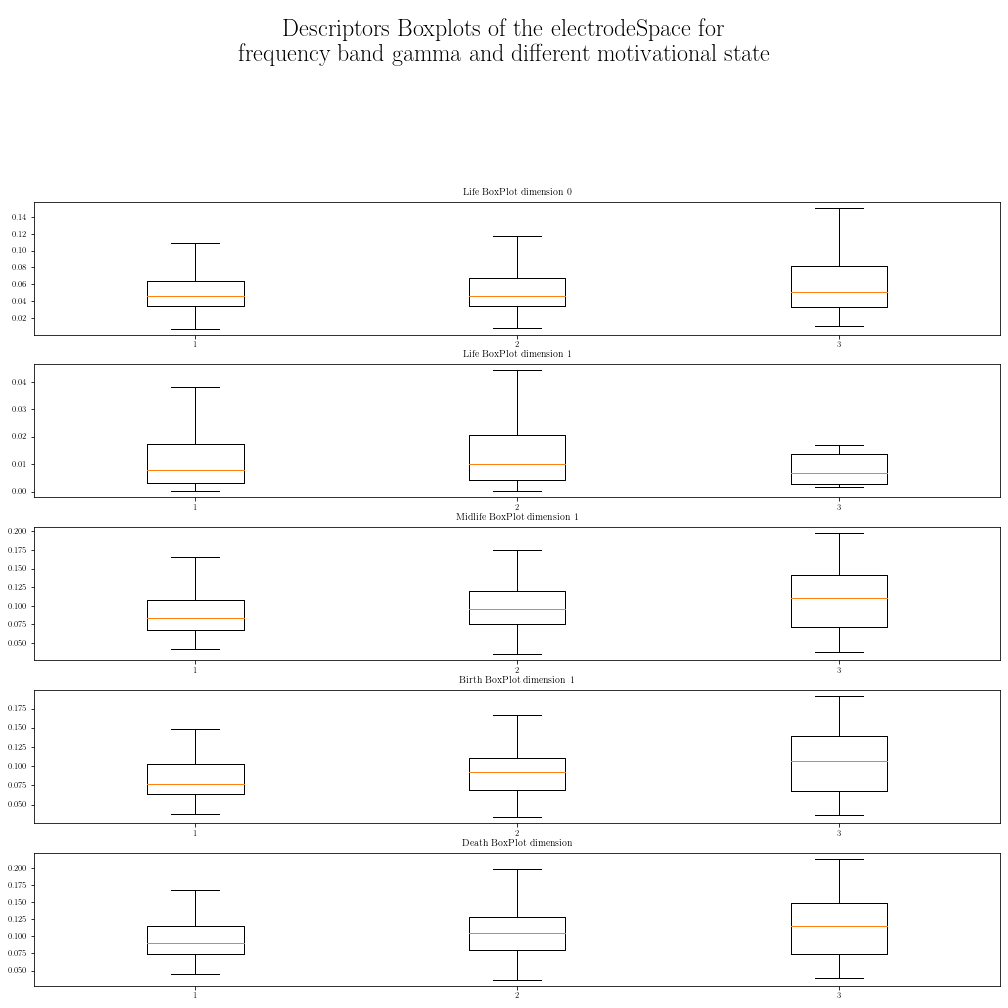 Descriptors Boxplots of the electrodeSpace for
frequency band gamma and different motivational state
Life BoxPlot dimension 0
0.14
0.12
0.10
0.08
0.06
0.04
0.02
1 2 3
Life BoxPlot dimension 1
0.04
0.03
0.02
0.01
0.00
1 2 3
Midlife BoxPlot dimension 1
0.200
0.175
0.150
0.125
0.100
0.075
0.050
1 2 3
Birth BoxPlot dimension 1
0.175
0.150
0.125
0.100
0.075
0.050
1 2 3
Death BoxPlot dimension
0.200
0.175
0.150
0.125
0.100
0.075
0.050
1 2 3